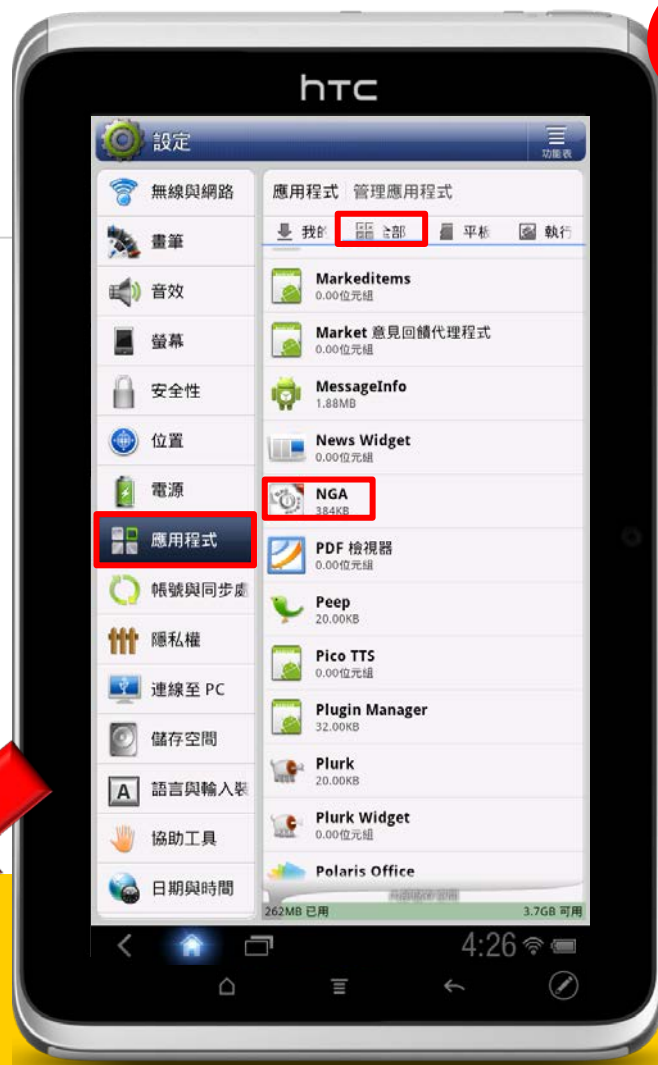 htc
設定
功能表
無線與網路
畫筆
音效
螢幕
安全性
位置
電源
應用程式
帳號與同步處
隱私權
連線至 PC
儲存空間
A 語言與輸入裝
協助工具
日期與時間
應用程式 管理應用程式
我的 全部 平板 執行
Markeditems
0.00位元組
Market 意見回饋代理程式
0.00位元組
MessageInfo
1.88MB
News Widget
0.00位元組
NGA
384KB
PDF 檢視器
0.00位元組
Peep
20.00KB
Pico TTS
0.00位元組
Plugin Manager
32.00KB
Plurk
20.00KB
Plurk Widget
0.00位元組
Polaris Office
262MB 已用 3.7GB 可用
4:26